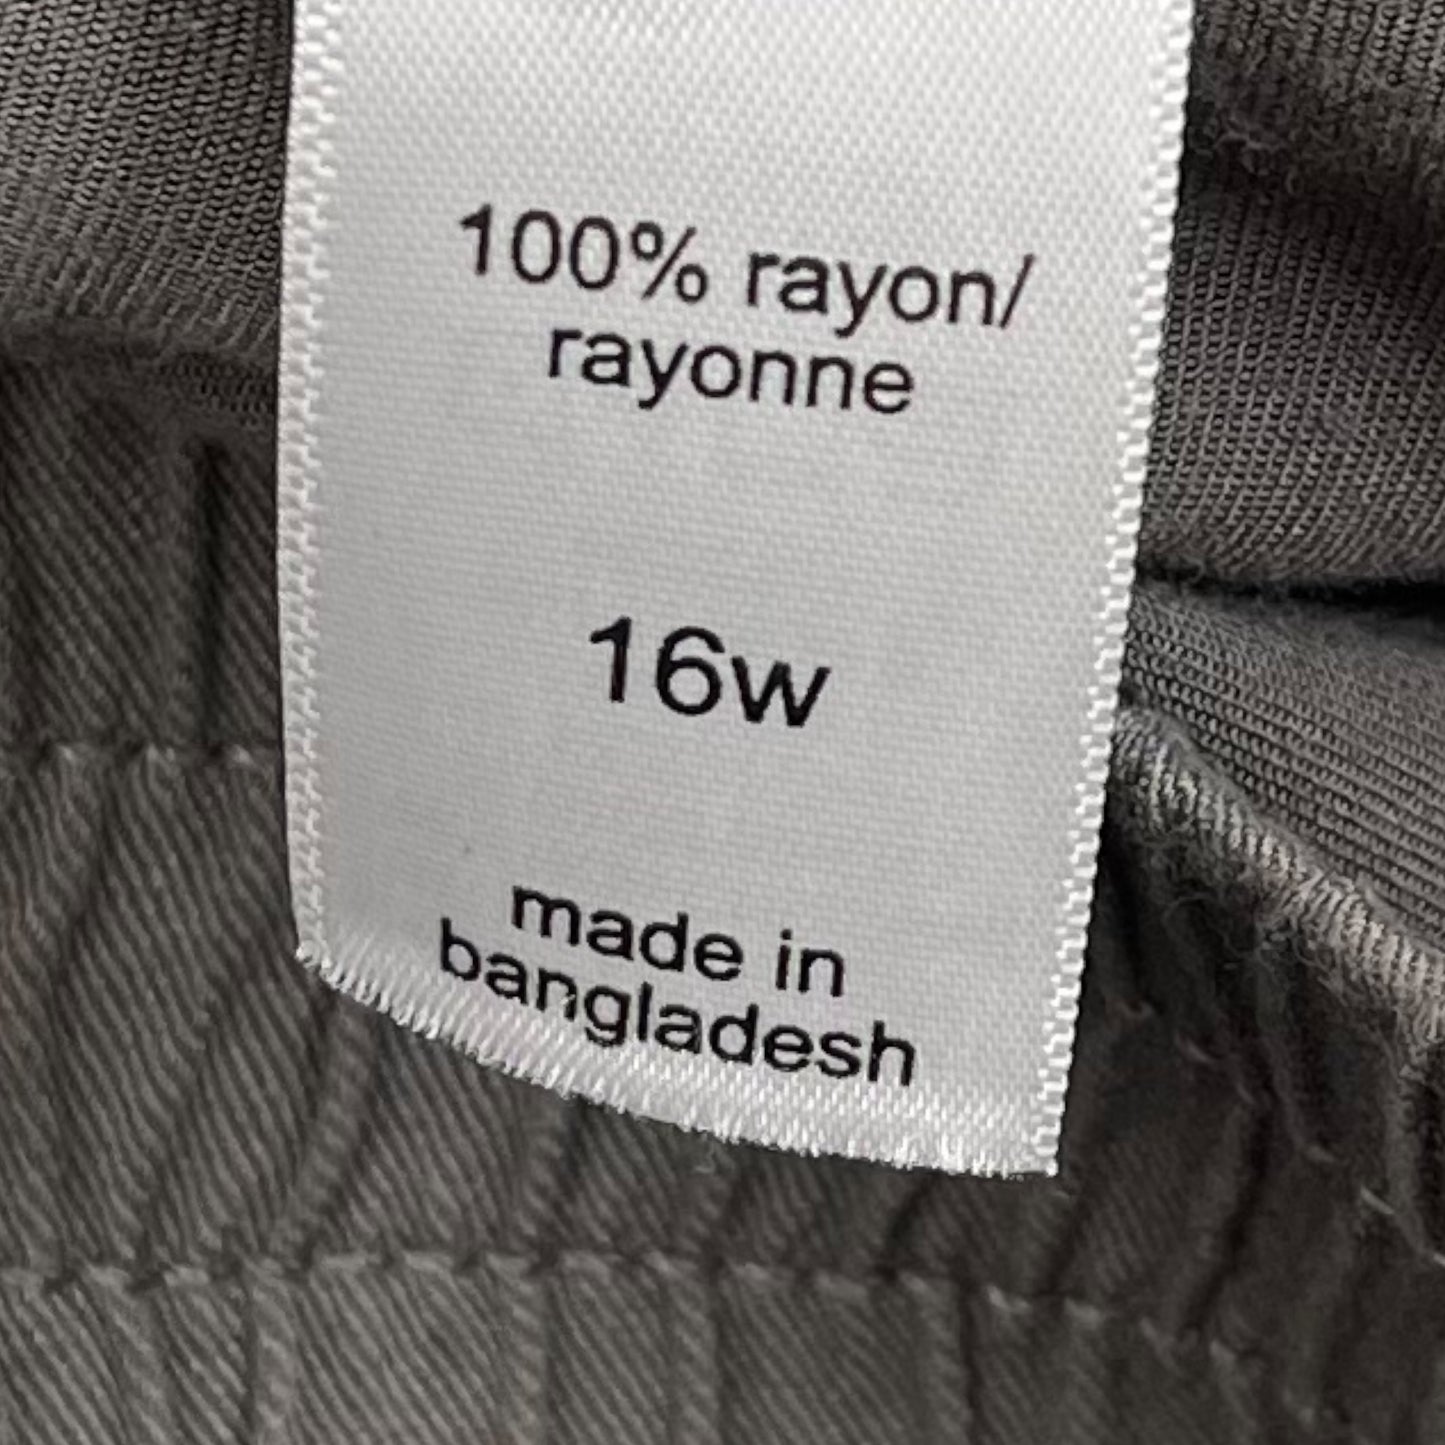 100% rayon/
rayonne
16w
made in
bangladesh